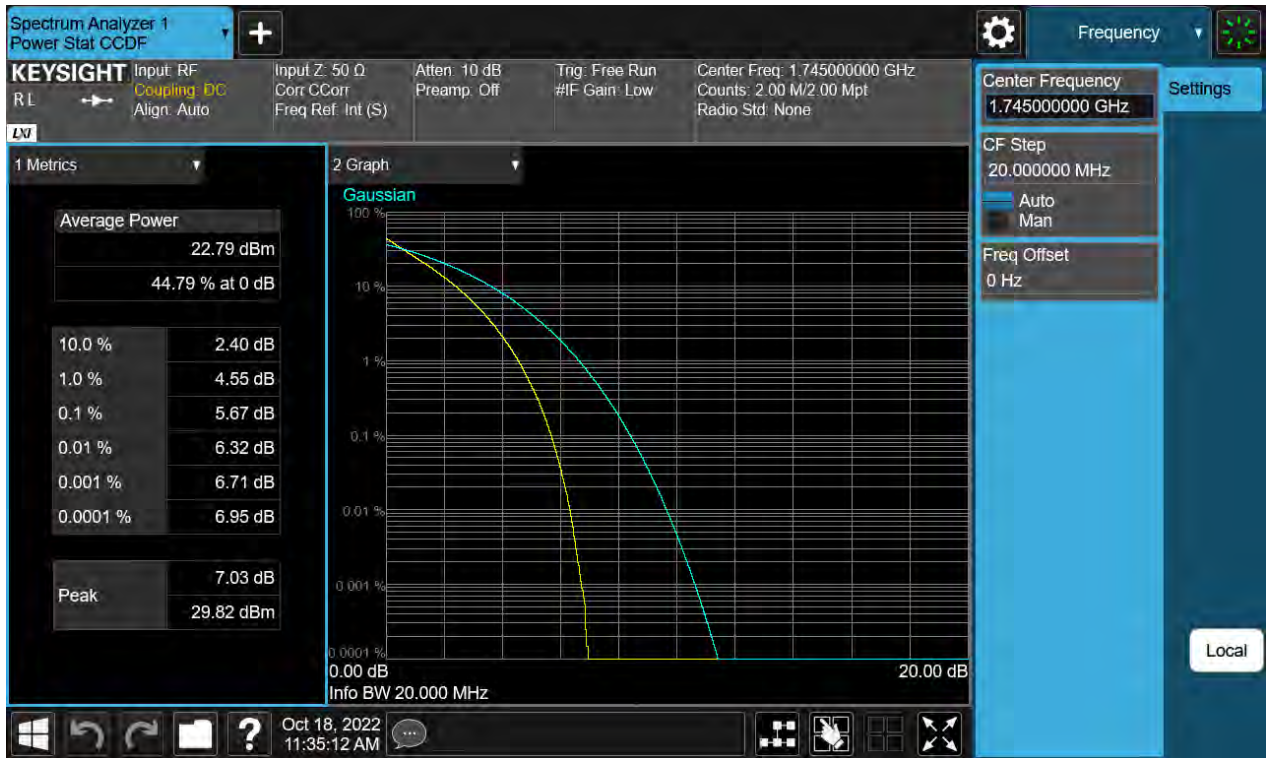 Spectrum Analyzer 1
Power Stat CCDF
Frequency
KEYSIGHT
RL
LXI
Input: RF
Coupling: DC
Align: Auto
Input Z: 50 Ω
Corr CCorr
Freq Ref: Int (S)
Atten: 10 dB
Preamp: Off
Trig: Free Run
#IF Gain: Low
Center Freq: 1.745000000 GHz
Counts: 2.00 M/2.00 Mpt
Radio Std: None
Center Frequency
1.745000000 GHz
Settings
CF Step
20.000000 MHz
Auto
Man
Freq Offset
0 Hz
Local
1 Metrics
Average Power
22.79 dBm
44.79 % at 0 dB
10.0 % 2.40 dB
1.0 % 4.55 dB
0.1 % 5.67 dB
0.01 % 6.32 dB
0.001 % 6.71 dB
0.0001 % 6.95 dB
Peak
7.03 dB
29.82 dBm
2 Graph
Gaussian
100 %
10 %
1 %
0.1 %
0.01 %
0.001 %
0.0001 %
0.00 dB 20.00 dB
Info BW 20.000 MHz
?
Oct 18, 2022
11:35:12 AM